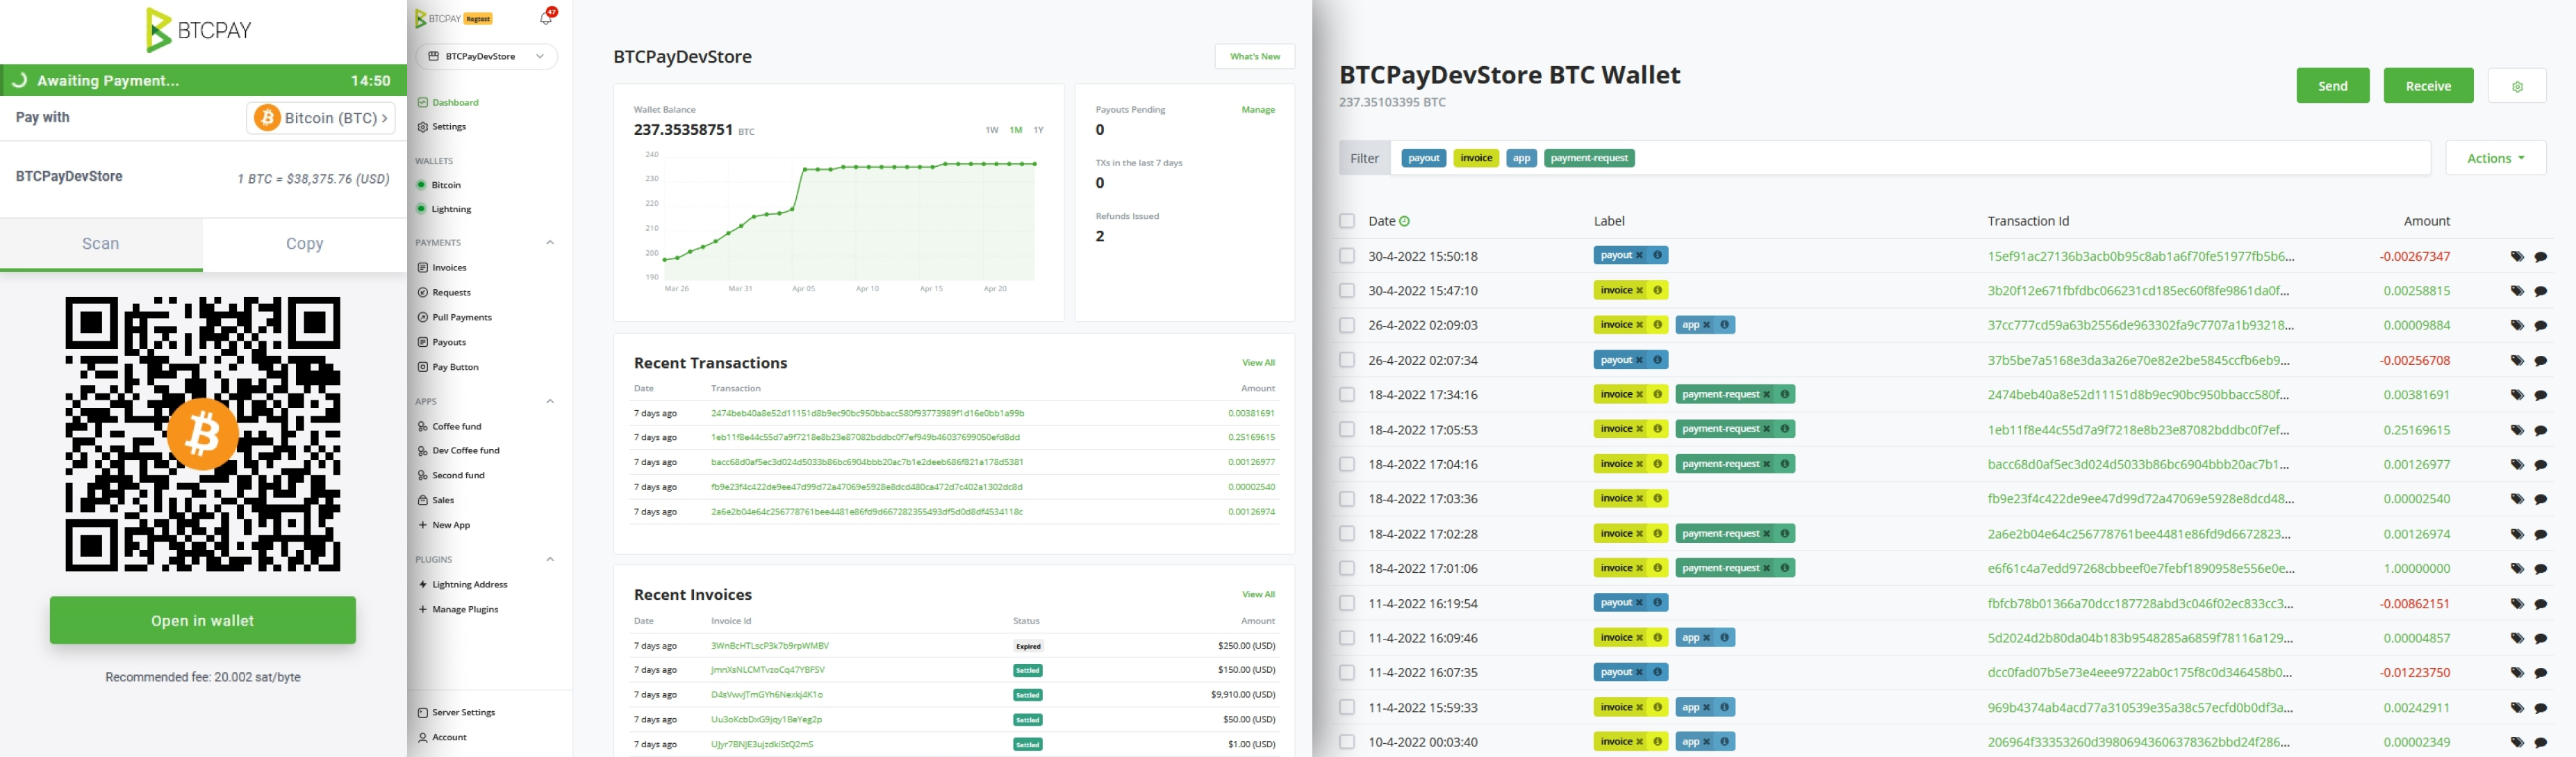 BTCPAY
Awaiting Payment... 14:50
Pay with Bitcoin (BTC) >
BTCPayDevStore 1 BTC = $38,375.76 (USD)
Scan Copy
Open in wallet
Recommended fee: 20.002 sat/byte
BTCPAY Regtest 47
BTCPayDevStore
Dashboard
Settings
WALLETS
Bitcoin
Lightning
PAYMENTS
Invoices
Requests
Pull Payments
Payouts
Pay Button
APPS
Coffee fund
Dev Coffee fund
Second fund
Sales
+ New App
PLUGINS
Lightning Address
+ Manage Plugins
Server Settings
Account
BTCPayDevStore What's New
Wallet Balance
237.35358751 BTC 1W 1M 1Y
240
230
220
210
200
190
Mar 26 Mar 31 Apr 05 Apr 10 Apr 15 Apr 20
Payouts Pending Manage
0
TXs in the last 7 days
0
Refunds Issued
2
Recent Transactions View All
Date Transaction Amount
7 days ago 2474beb40a8e52d11151d8b9ec90bc950bbacc580f93773989f1d16e0bb1a99b 0.00381691
7 days ago 1eb11f8e44c55d7a9f7218e8b23e87082bddbc0f7ef949b46037699050efd8dd 0.25169615
7 days ago bacc68d0af5ec3d024d5033b86bc6904bbb20ac7b1e2deeb686f821a178d5381 0.00126977
7 days ago fb9e23f4c422de9ee47d99d72a47069e5928e8dcd480ca472d7c402a1302dc8d 0.00002540
7 days ago 2a6e2b04e64c256778761bee4481e86fd9d667282355493df5d0d8df4534118c 0.00126974
Recent Invoices View All
Date Invoice Id Status Amount
7 days ago 3WnBcHTLscP3k7b9rpWMBV Expired $250.00 (USD)
7 days ago JmnXsNLCMTvzoCq47YBFSV Settled $150.00 (USD)
7 days ago D4sVwvjTmGYh6Nexkj4K1o Settled $9,910.00 (USD)
7 days ago Uu3oKcbDxG9jqy1BeYeg2p Settled $50.00 (USD)
7 days ago UJyr7BNJE3ujzdkiStQ2mS Settled $1.00 (USD)
BTCPayDevStore BTC Wallet
237.35103395 BTC
Send Receive
Filter payout invoice app payment-request Actions
Date Label Transaction Id Amount
30-4-2022 15:50:18 payout 15ef91ac27136b3acb0b95c8ab1a6f70fe51977fb5b6... -0.00267347
30-4-2022 15:47:10 invoice 3b20f12e671fbfdbc066231cd185ec60f8fe9861da0f... 0.00258815
26-4-2022 02:09:03 invoice app 37cc777cd59a63b2556de963302fa9c7707a1b93218... 0.00009884
26-4-2022 02:07:34 payout 37b5be7a5168e3da3a26e70e82e2be5845ccfb6eb9... -0.00256708
18-4-2022 17:34:16 invoice payment-request 2474beb40a8e52d11151d8b9ec90bc950bbacc580f... 0.00381691
18-4-2022 17:05:53 invoice payment-request 1eb11f8e44c55d7a9f7218e8b23e87082bddbc0f7ef... 0.25169615
18-4-2022 17:04:16 invoice payment-request bacc68d0af5ec3d024d5033b86bc6904bbb20ac7b1... 0.00126977
18-4-2022 17:03:36 invoice fb9e23f4c422de9ee47d99d72a47069e5928e8dcd48... 0.00002540
18-4-2022 17:02:28 invoice payment-request 2a6e2b04e64c256778761bee4481e86fd9d6672823... 0.00126974
18-4-2022 17:01:06 invoice payment-request e6f61c4a7edd97268cbbeef0e7febf1890958e556e0e... 1.00000000
11-4-2022 16:19:54 payout fbfcb78b01366a70dcc187728abd3c046f02ec833cc3... -0.00862151
11-4-2022 16:09:46 invoice app 5d2024d2b80da04b183b9548285a6859f78116a129... 0.00004857
11-4-2022 16:07:35 payout dcc0fad07b5e73e4eee9722ab0c175f8c0d346458b0... -0.01223750
11-4-2022 15:59:33 invoice app 969b4374ab4acd77a310539e35a38c57ecfd0b0df3a... 0.00242911
10-4-2022 00:03:40 invoice app 206964f33353260d39806943606378362bbd24f286... 0.00002349